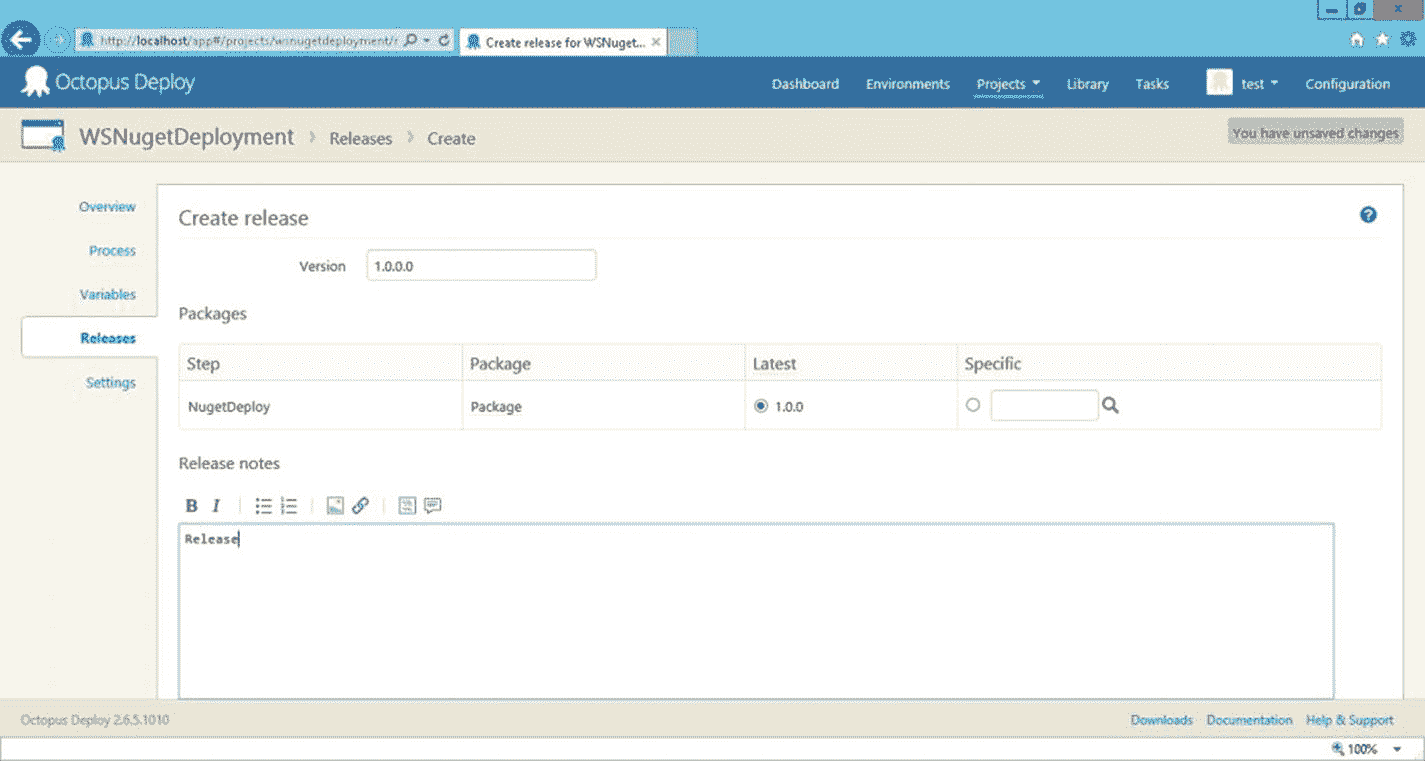 http://localhost/app#/projects/wsnugetdeployment/r
Create release for WSNuget...
Octopus Deploy
Dashboard Environments Projects Library Tasks test Configuration
WSNugetDeployment > Releases > Create
You have unsaved changes
Overview
Process
Variables
Releases
Settings
Create release
?
Version 1.0.0.0
Packages
Step Package Latest Specific
NugetDeploy Package 1.0.0
Release notes
B I
Release
Octopus Deploy 2.6.5.1010
Downloads Documentation Help & Support
100%